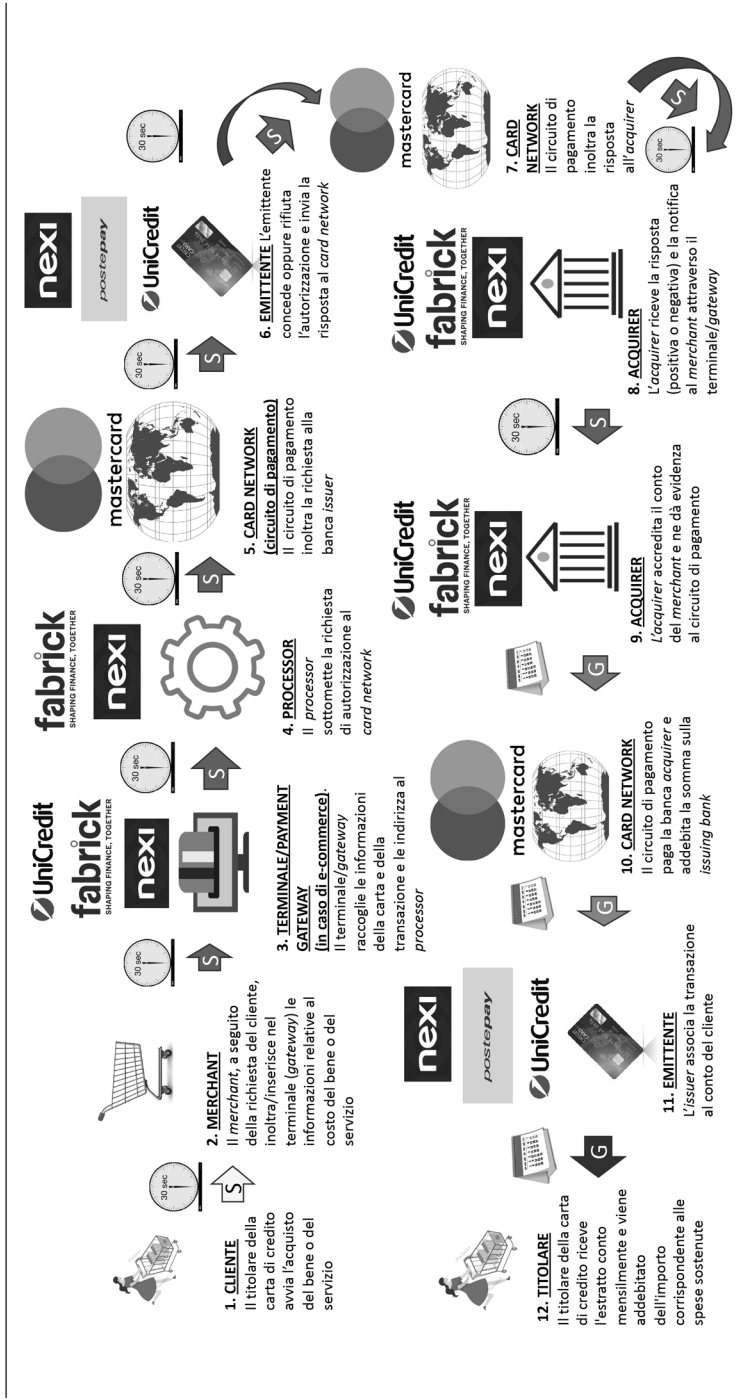 30 sec
S
1. CLIENTE
Il titolare della
carta di credito
avvia l'acquisto
del bene o del
servizio
2. MERCHANT
Il merchant, a seguito
della richiesta del cliente,
inoltra/inserisce nel
terminale (gateway) le
informazioni relative al
costo del bene o del
servizio
30 sec
S
UniCredit
fabrick
SHAPING FINANCE, TOGETHER
nexi
3. TERMINALE/PAYMENT
GATEWAY
(in caso di e-commerce).
Il terminale/gateway
raccoglie le informazioni
della carta e della
transazione e le indirizza al
processor
30 sec
S
fabrick
SHAPING FINANCE, TOGETHER
nexi
4. PROCESSOR
Il processor
sottomette la richiesta
di autorizzazione al
card network
30 sec
S
mastercard
5. CARD NETWORK
(circuito di pagamento)
Il circuito di pagamento
inoltra la richiesta alla
banca issuer
30 sec
S
nexi
postepay
UniCredit
6. EMITTENTE L'emittente
concede oppure rifiuta
l'autorizzazione e invia la
risposta al card network
30 sec
S
mastercard
7. CARD
NETWORK
Il circuito di
pagamento
inoltra la
risposta
all'acquirer
30 sec
S
UniCredit
fabrick
SHAPING FINANCE, TOGETHER
nexi
8. ACQUIRER
L'acquirer riceve la risposta
(positiva o negativa) e la notifica
al merchant attraverso il
terminale/gateway
30 sec
S
UniCredit
fabrick
SHAPING FINANCE, TOGETHER
nexi
9. ACQUIRER
L'acquirer accredita il conto
del merchant e ne dà evidenza
al circuito di pagamento
G
mastercard
10. CARD NETWORK
Il circuito di pagamento
paga la banca acquirer e
addebita la somma sulla
issuing bank
G
nexi
postepay
UniCredit
11. EMITTENTE
L'issuer associa la transazione
al conto del cliente
G
12. TITOLARE
Il titolare della carta
di credito riceve
l'estratto conto
mensilmente e viene
addebitato
dell'importo
corrispondente alle
spese sostenute